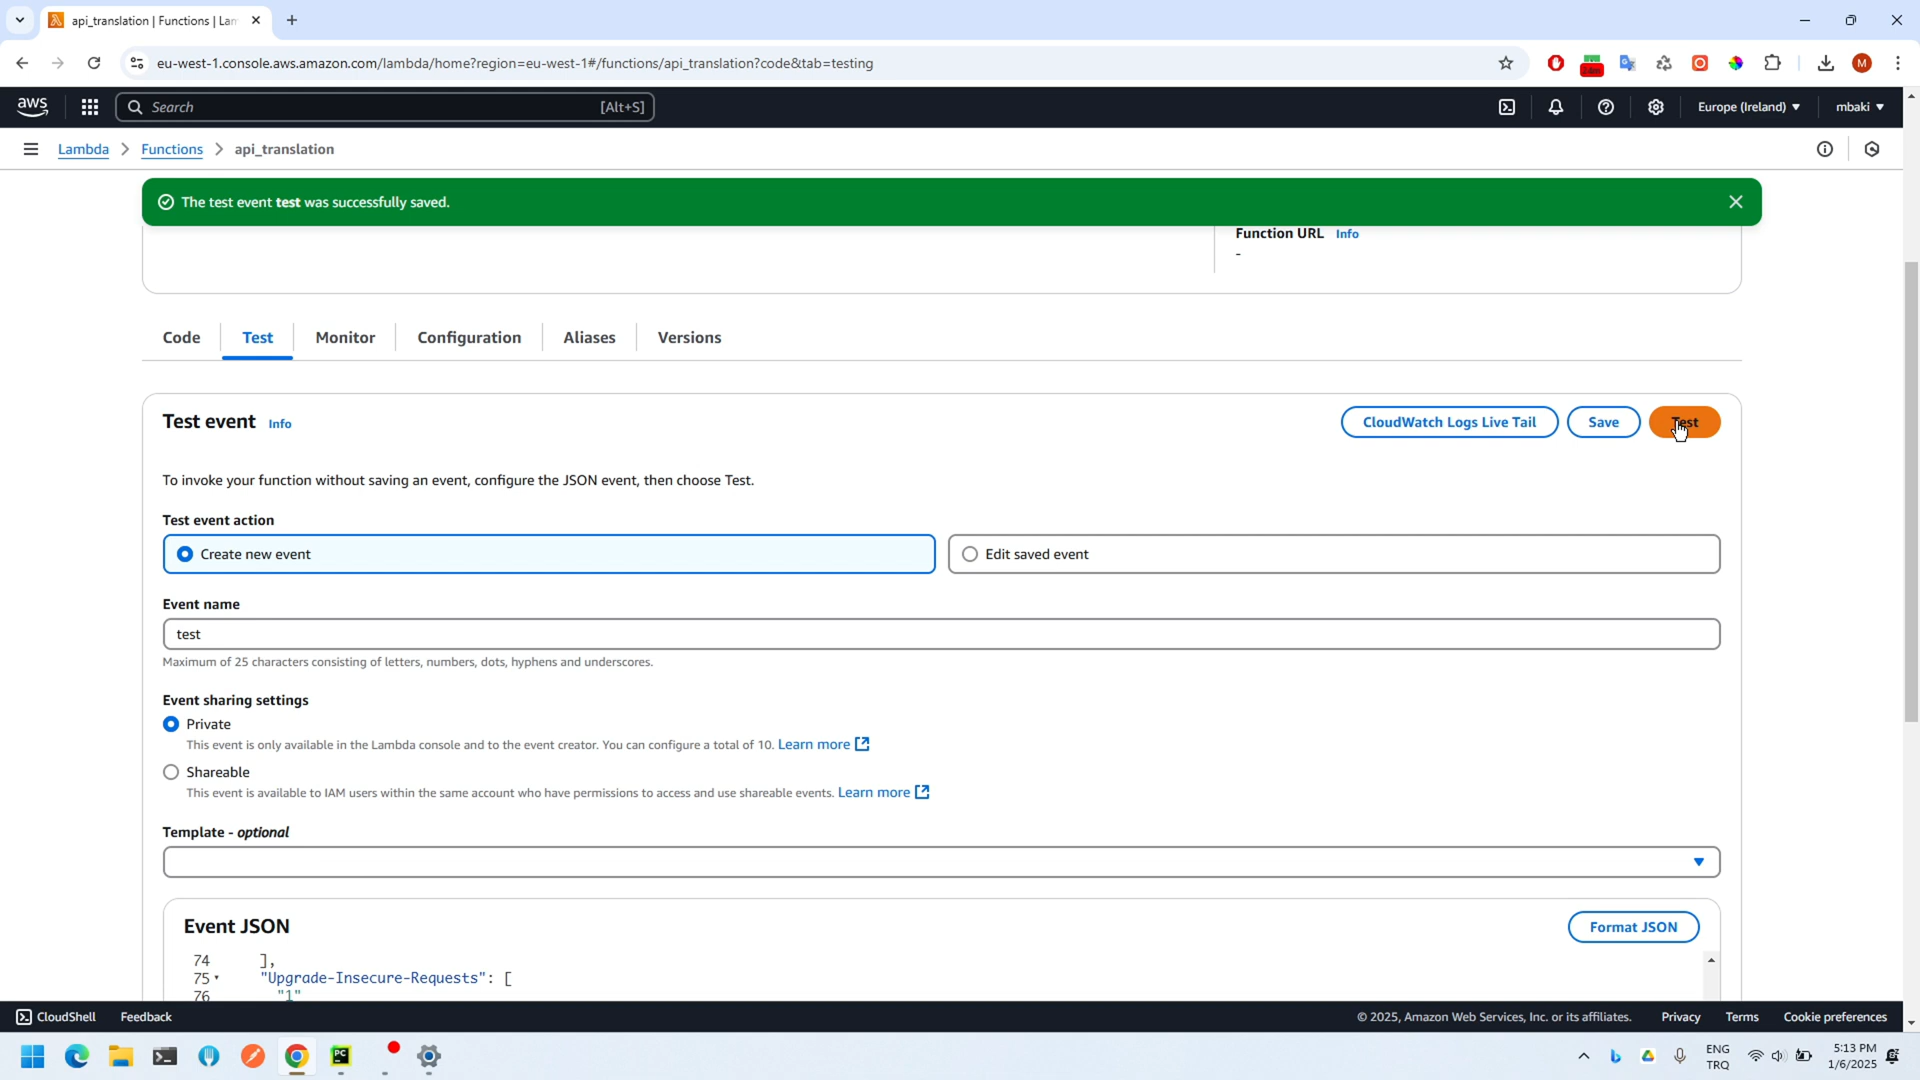 api_translation | Functions | Lam
eu-west-1.console.aws.amazon.com/lambda/home?region=eu-west-1#/functions/api_translation?code&tab=testing
M
aws
Search
[Alt+S]
Europe (Ireland)
mbaki
Lambda
Functions
api_translation
The test event test was successfully saved.
Function URL Info
-
Code
Test
Monitor
Configuration
Aliases
Versions
Test event Info
CloudWatch Logs Live Tail
Save
Test
To invoke your function without saving an event, configure the JSON event, then choose Test.
Test event action
Create new event
Edit saved event
Event name
test
Maximum of 25 characters consisting of letters, numbers, dots, hyphens and underscores.
Event sharing settings
Private
This event is only available in the Lambda console and to the event creator. You can configure a total of 10. Learn more
Shareable
This event is available to IAM users within the same account who have permissions to access and use shareable events. Learn more
Template - optional
Event JSON
Format JSON
74 ],
75 "Upgrade-Insecure-Requests": [
76 "1"
CloudShell
Feedback
© 2025, Amazon Web Services, Inc. or its affiliates.
Privacy
Terms
Cookie preferences
PC
ENG
TRQ
5:13 PM
1/6/2025